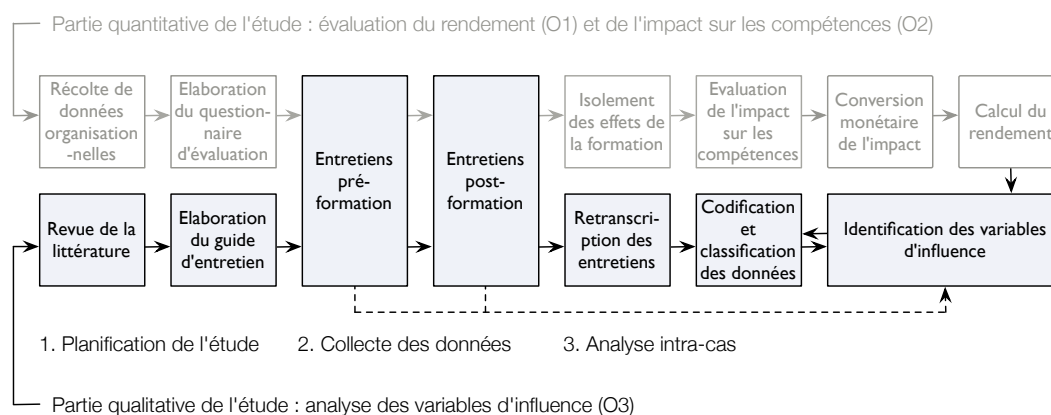 Partie quantitative de l'étude : évaluation du rendement (O1) et de l'impact sur les compétences (O2)
Récolte de
données
organisation
-nelles
Elaboration
du question-
naire
d'évaluation
Entretiens
pré-
formation
Entretiens
post-
formation
Isolement
des effets de
la formation
Evaluation
de l'impact
sur les
compétences
Conversion
monétaire
de l'impact
Calcul du
rendement
Revue de la
littérature
Elaboration
du guide
d'entretien
Retranscri-
ption des
entretiens
Codification
et
classification
des données
Identification des variables
d'influence
1. Planification de l'étude
2. Collecte des données
3. Analyse intra-cas
Partie qualitative de l'étude : analyse des variables d'influence (O3)